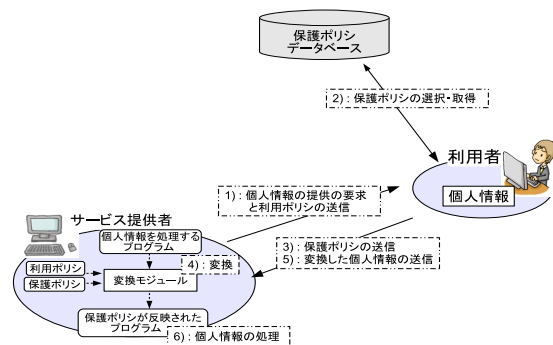 保護ポリシ
データベース
2) : 保護ポリシの選択・取得
利用者
個人情報
1) : 個人情報の提供の要求
と利用ポリシの送信
サービス提供者
個人情報を処理する
プログラム
3) : 保護ポリシの送信
5) : 変換した個人情報の送信
4) : 変換
利用ポリシ
保護ポリシ
変換モジュール
保護ポリシが反映された
プログラム
6) : 個人情報の処理